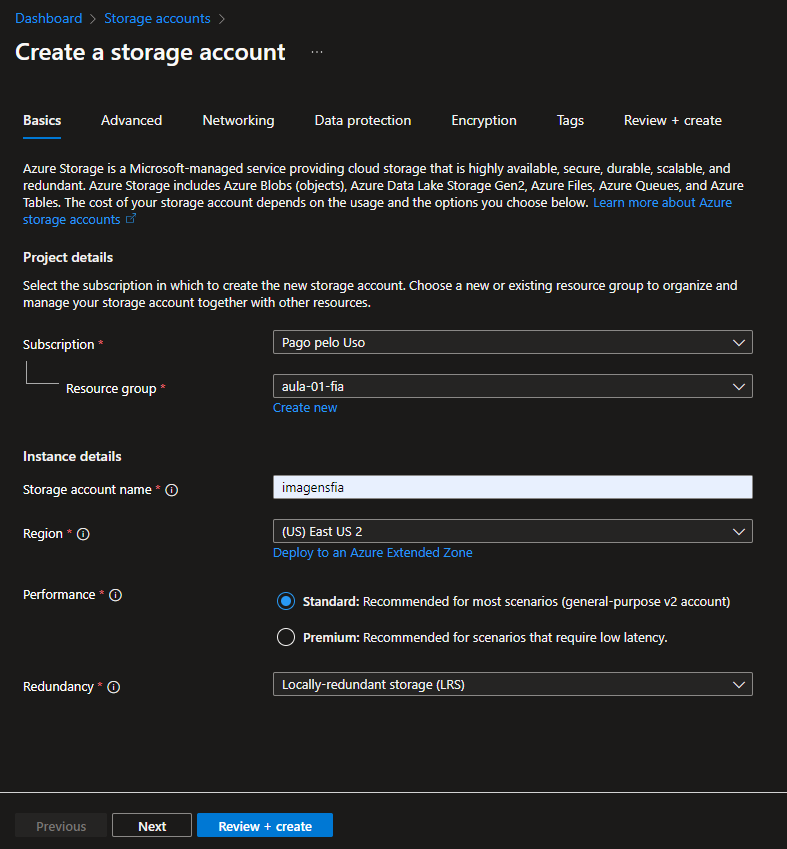 Dashboard > Storage accounts >
Create a storage account ...
Basics Advanced Networking Data protection Encryption Tags Review + create
Azure Storage is a Microsoft-managed service providing cloud storage that is highly available, secure, durable, scalable, and
redundant. Azure Storage includes Azure Blobs (objects), Azure Data Lake Storage Gen2, Azure Files, Azure Queues, and Azure
Tables. The cost of your storage account depends on the usage and the options you choose below. Learn more about Azure
storage accounts
Project details
Select the subscription in which to create the new storage account. Choose a new or existing resource group to organize and
manage your storage account together with other resources.
Subscription * Pago pelo Uso
Resource group * aula-01-fia
Create new
Instance details
Storage account name * imagensfia
Region * (US) East US 2
Deploy to an Azure Extended Zone
Performance * Standard: Recommended for most scenarios (general-purpose v2 account)
Premium: Recommended for scenarios that require low latency.
Redundancy * Locally-redundant storage (LRS)
Previous Next Review + create